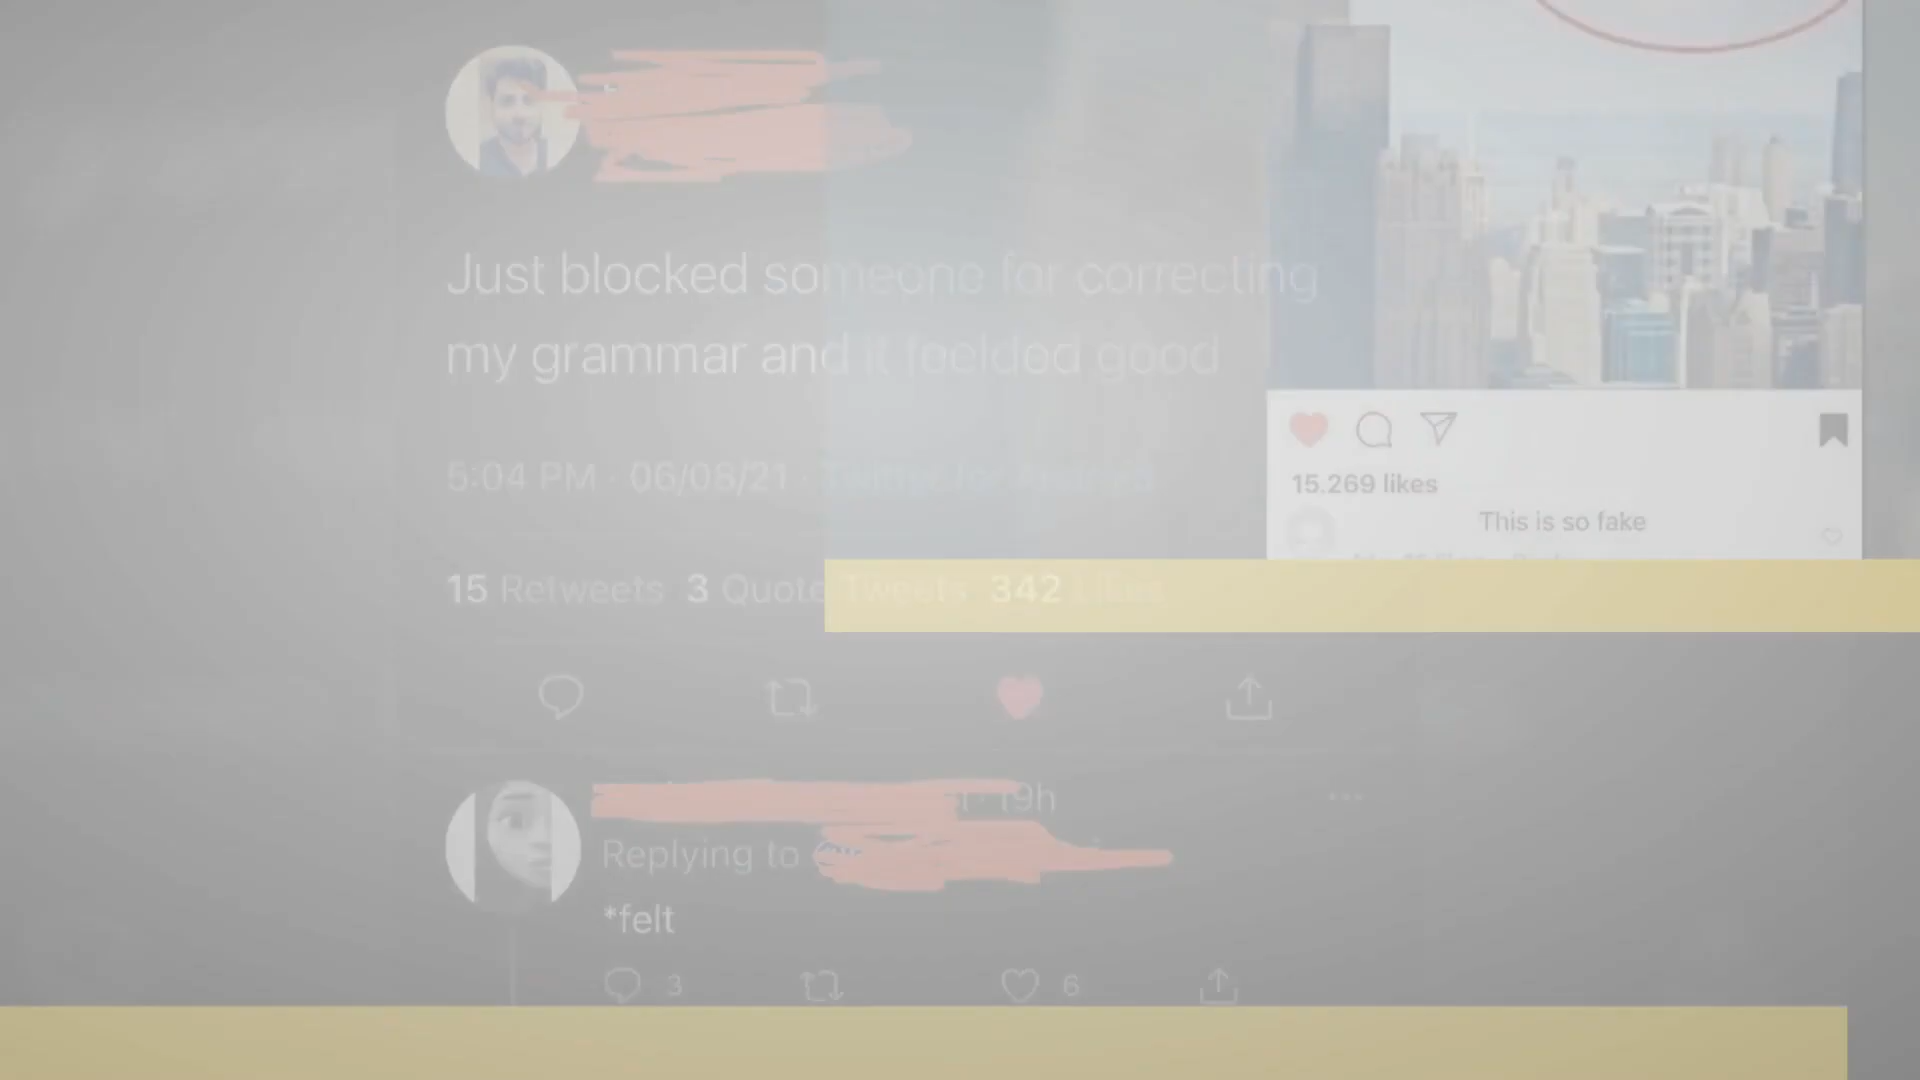 Just blocked someone for correcting
my grammar and it feelded good
5:04 PM · 06/08/21 · Twitter for Android
15 Retweets 3 Quote Tweets 342 Likes
19h
Replying to
*felt
3 6
15.269 likes
This is so fake